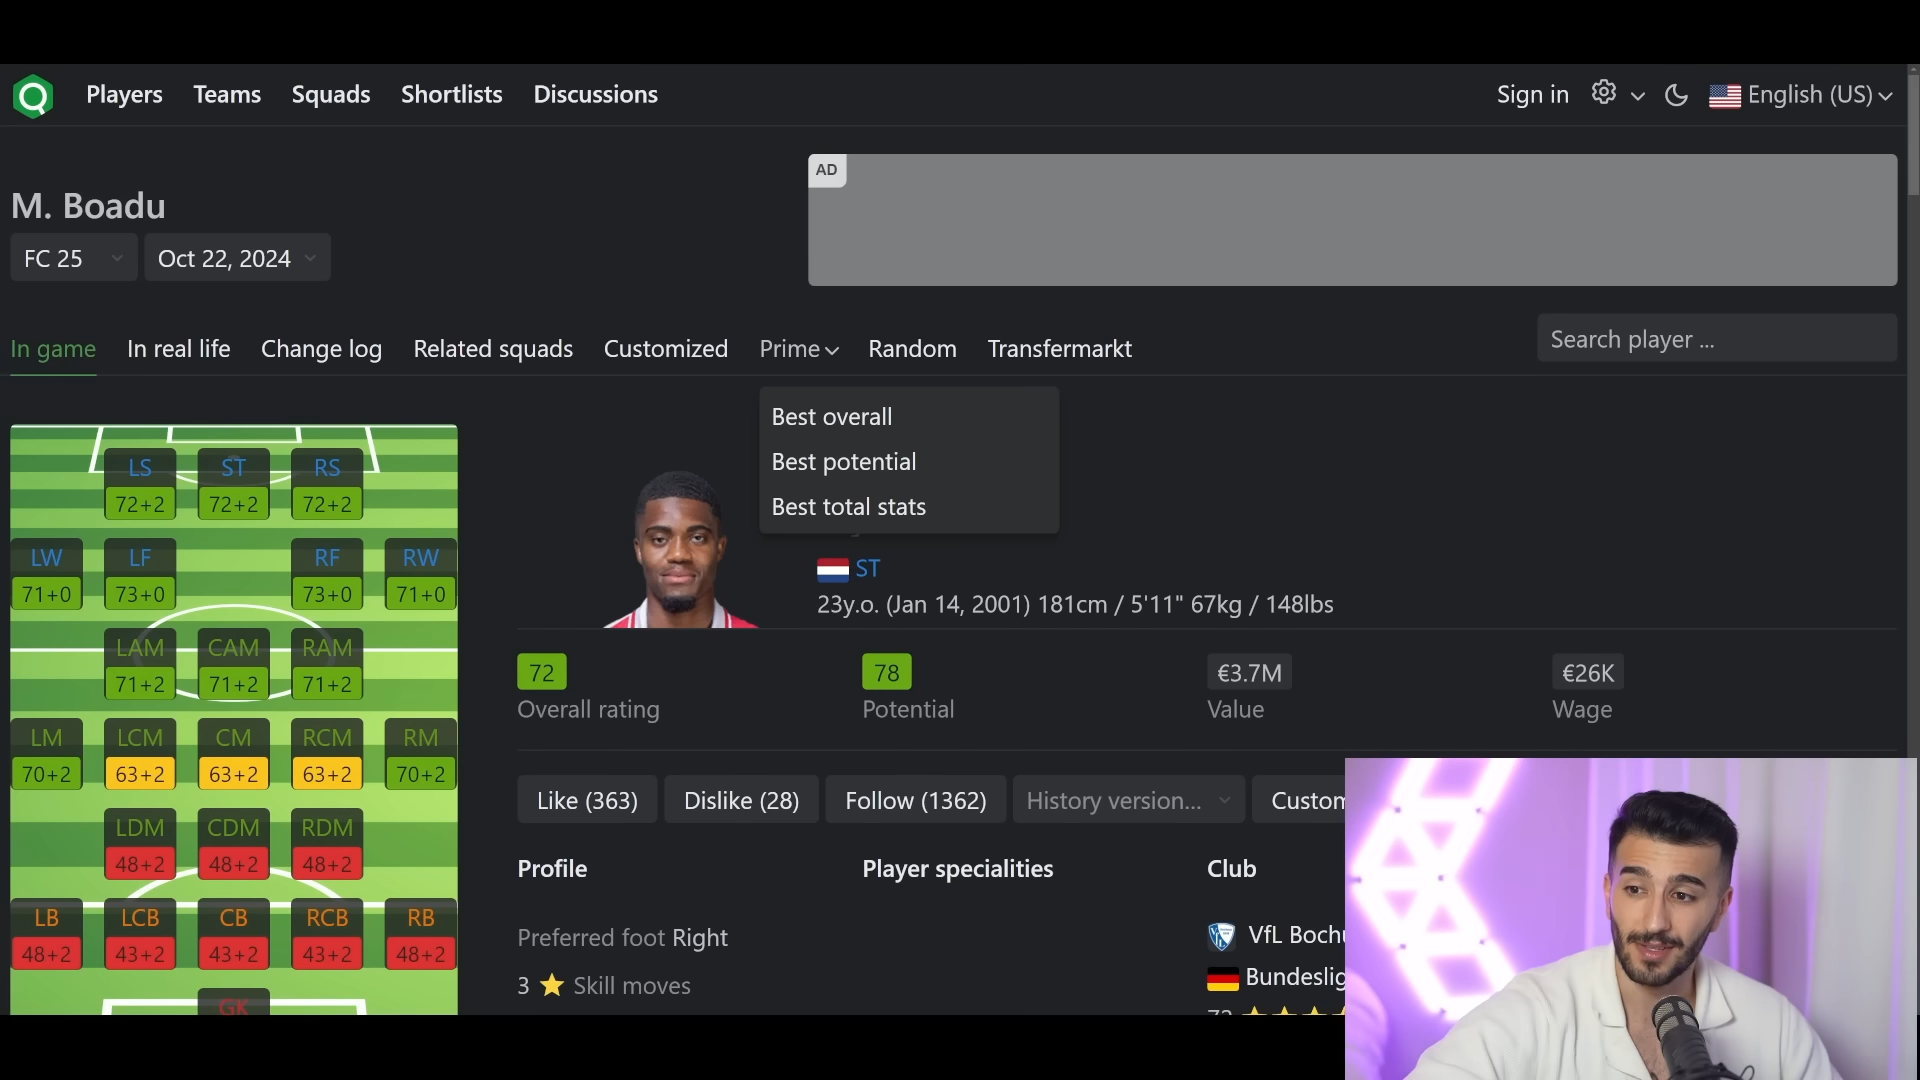 Players Teams Squads Shortlists Discussions
Sign in English (US)
AD
M. Boadu
FC 25 Oct 22, 2024
In game In real life Change log Related squads Customized Prime Random Transfermarkt
Search player ...
Best overall
Best potential
Best total stats
LS ST RS
72+2 72+2 72+2
LW LF RF RW
71+0 73+0 73+0 71+0
LAM CAM RAM
71+2 71+2 71+2
LM LCM CM RCM RM
70+2 63+2 63+2 63+2 70+2
LDM CDM RDM
48+2 48+2 48+2
LB LCB CB RCB RB
48+2 43+2 43+2 43+2 48+2
GK
ST
23y.o. (Jan 14, 2001) 181cm / 5'11" 67kg / 148lbs
72 78 €3.7M €26K
Overall rating Potential Value Wage
Like (363) Dislike (28) Follow (1362) History version... Custom
Profile Player specialities Club
Preferred foot Right
3 Skill moves
VfL Boch
Bundeslig